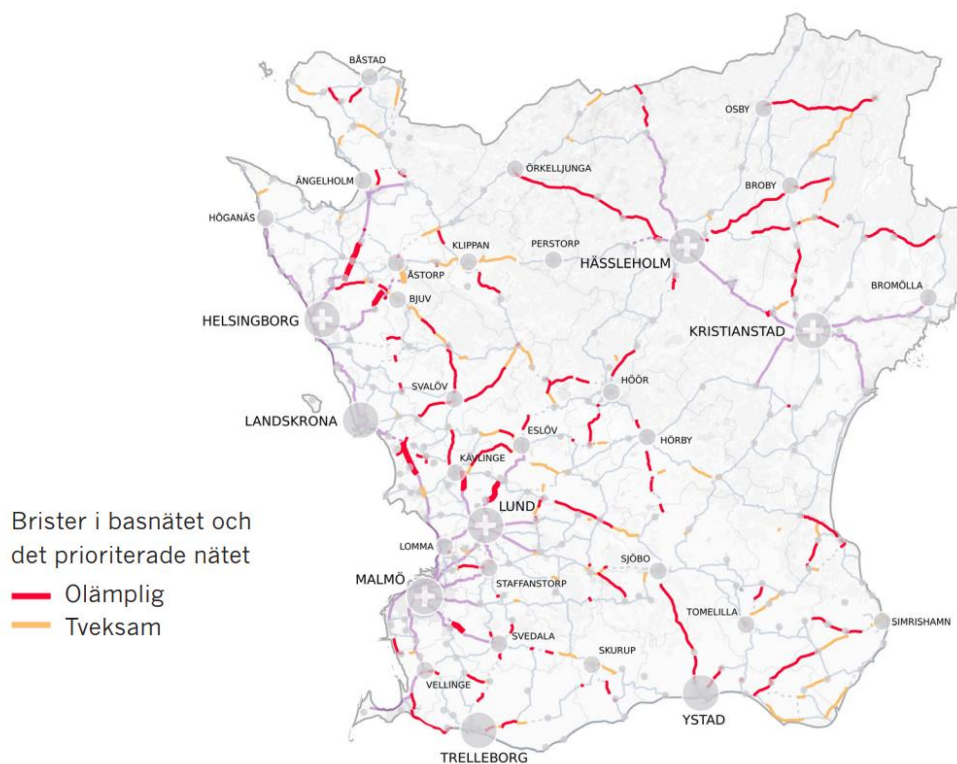 BÅSTAD
OSBY
ÖRKELLJUNGA
ÄNGELHOLM
BROBY
HÖGANÄS
KLIPPAN
PERSTORP
HÄSSLEHOLM
ÅSTORP
BJUV
BROMÖLLA
HELSINGBORG
KRISTIANSTAD
SVALÖV
HÖÖR
LANDSKRONA
ESLÖV
HÖRBY
KÄVLINGE
LUND
Brister i basnätet och
det prioriterade nätet
Olämplig
Tveksam
LOMMA
SJÖBO
MALMÖ
STAFFANSTORP
TOMELILLA
SIMRISHAMN
SVEDALA
SKURUP
VELLINGE
YSTAD
TRELLEBORG